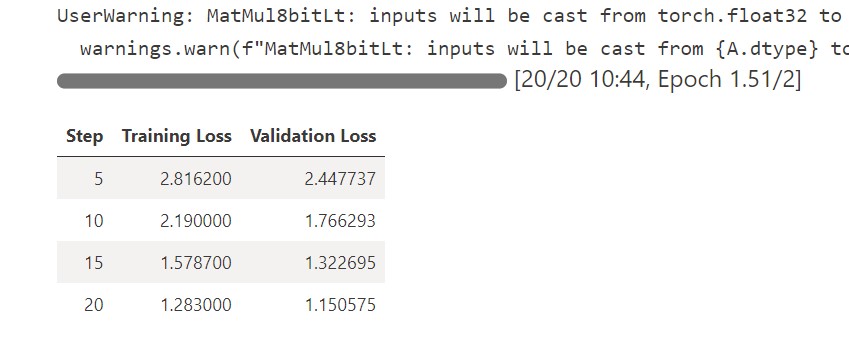 UserWarning: MatMul8bitLt: inputs will be cast from torch.float32 to
warnings.warn(f"MatMul8bitLt: inputs will be cast from {A.dtype} to
[20/20 10:44, Epoch 1.51/2]
Step Training Loss Validation Loss
5 2.816200 2.447737
10 2.190000 1.766293
15 1.578700 1.322695
20 1.283000 1.150575